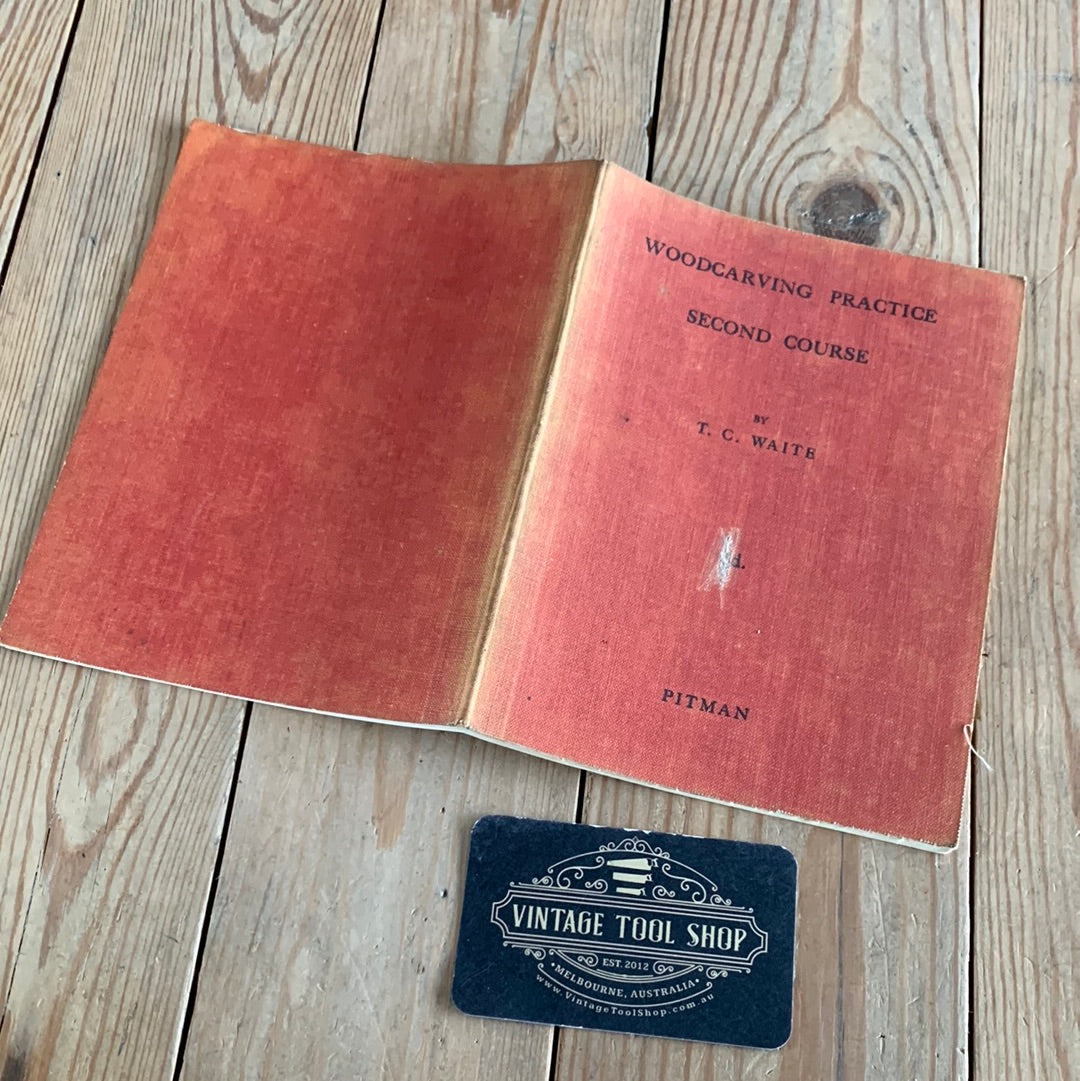 WOODCARVING PRACTICE
SECOND COURSE
BY
T. C. WAITE
d.
PITMAN
VINTAGE TOOL SHOP
EST. 2012
•MELBOURNE, AUSTRALIA•
www.VintageToolShop.com.au